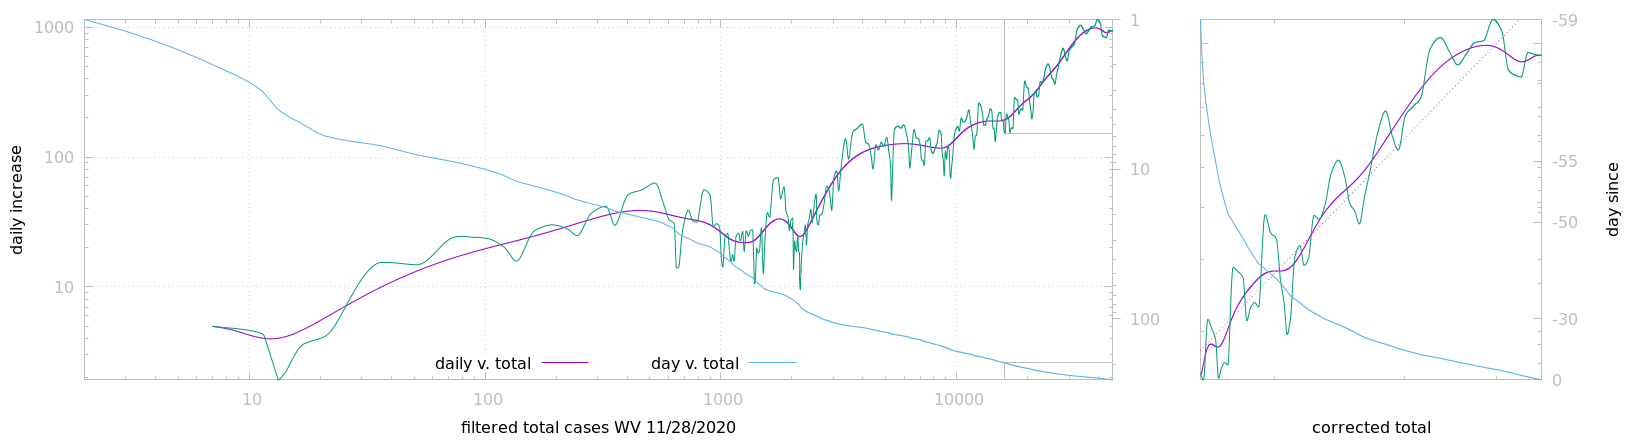 1000
100
10
daily increase
10
100
1000
10000
filtered total cases WV 11/28/2020
daily v. total
day v. total
1
10
100
-59
-55
-50
-30
0
day since
corrected total